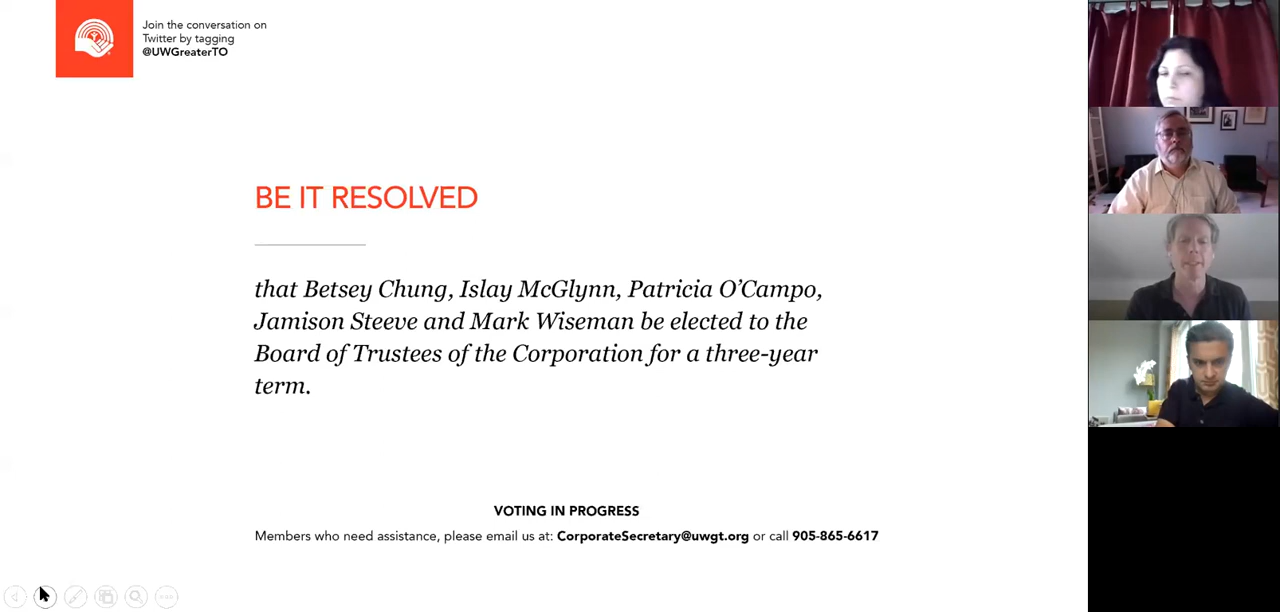 Join the conversation on
Twitter by tagging
@UWGreaterTO
BE IT RESOLVED
that Betsey Chung, Islay McGlynn, Patricia O’Campo,
Jamison Steeve and Mark Wiseman be elected to the
Board of Trustees of the Corporation for a three-year
term.
VOTING IN PROGRESS
Members who need assistance, please email us at: CorporateSecretary@uwgt.org or call 905-865-6617